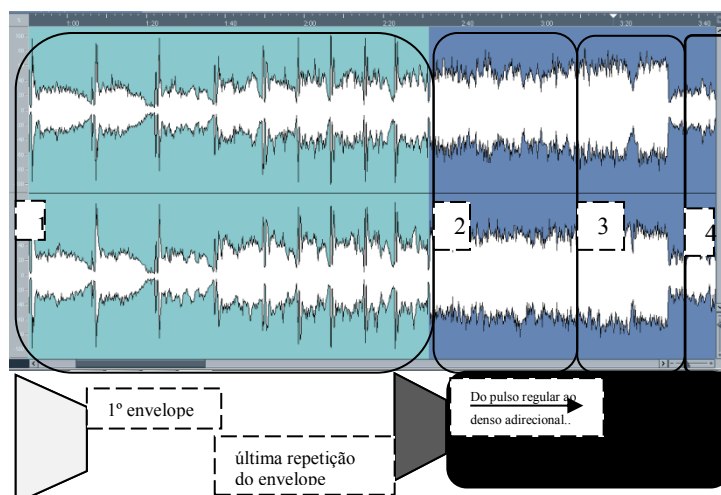 1:00
1:20
1:40
2:00
2:20
2:40
3:00
3:20
3:40
1
2
3
4
1º envelope
última repetição
do envelope
Do pulso regular ao
denso adirecional..